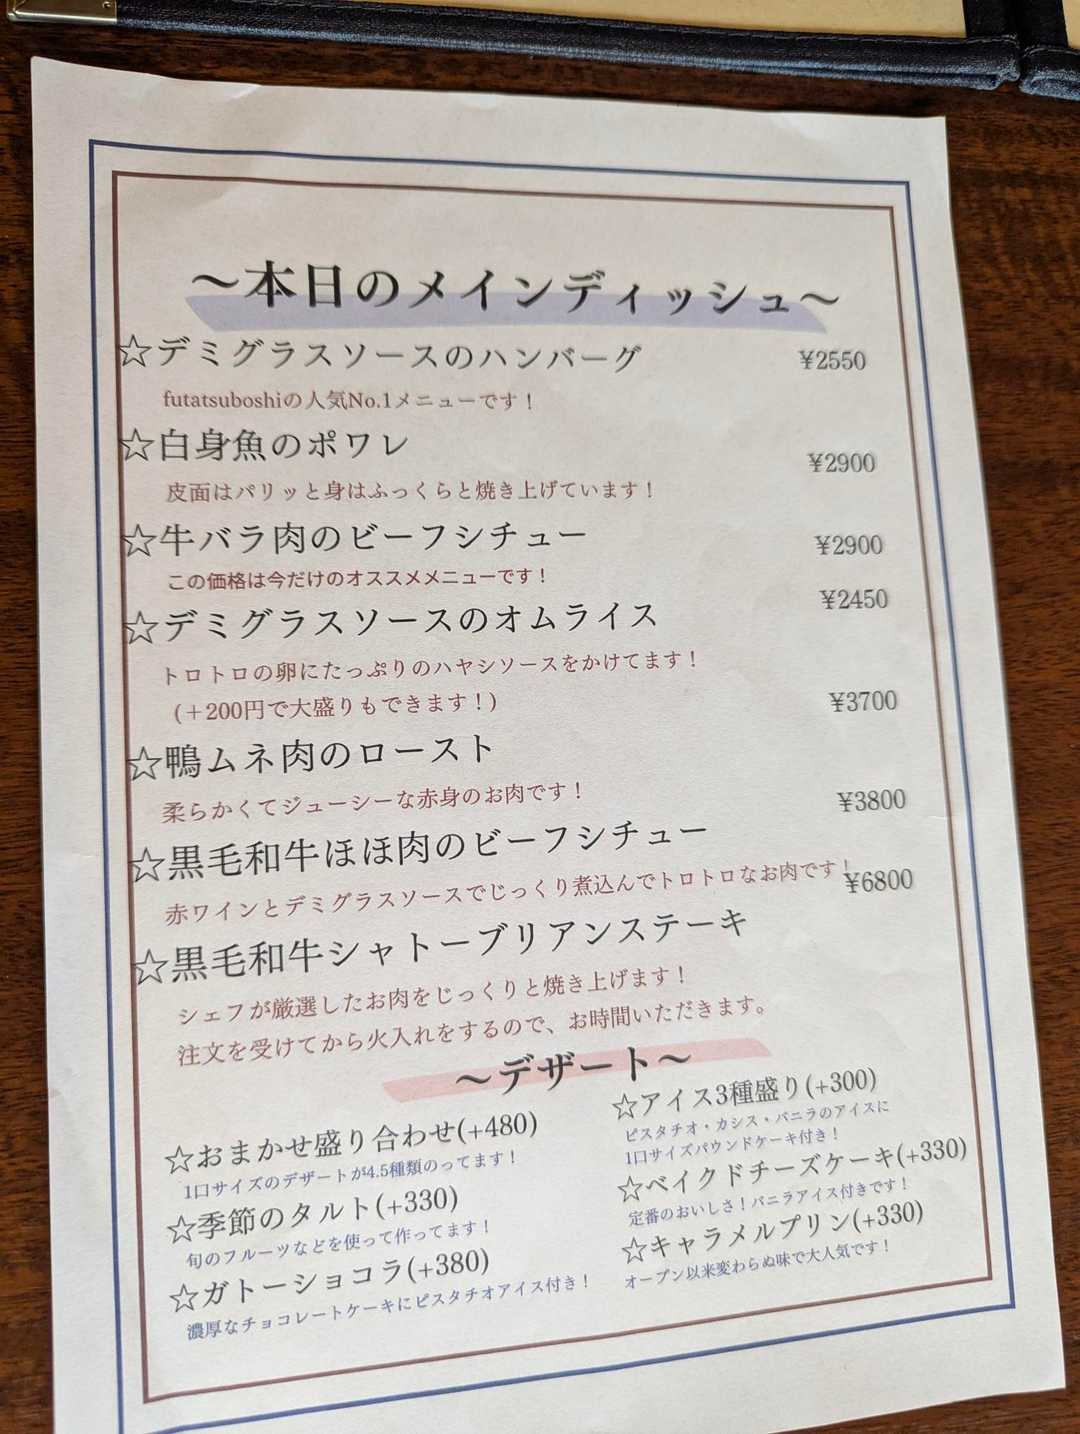 ～本日のメインディッシュ～
☆デミグラスソースのハンバーグ ¥2550
futatsuboshiの人気No.1メニューです！
☆白身魚のポワレ ¥2900
皮面はパリッと身はふっくらと焼き上げています！
☆牛バラ肉のビーフシチュー ¥2900
この価格は今だけのオススメメニューです！
☆デミグラスソースのオムライス ¥2450
トロトロの卵にたっぷりのハヤシソースをかけてます！
(＋200円で大盛りもできます！)
☆鴨ムネ肉のロースト ¥3700
柔らかくてジューシーな赤身のお肉です！
☆黒毛和牛ほほ肉のビーフシチュー ¥3800
赤ワインとデミグラスソースでじっくり煮込んでトロトロなお肉です！
☆黒毛和牛シャトーブリアンステーキ ¥6800
シェフが厳選したお肉をじっくりと焼き上げます！
注文を受けてから火入れをするので、お時間いただきます。
～デザート～
☆おまかせ盛り合わせ(+480)
1口サイズのデザートが4.5種類のってます！
☆季節のタルト(+330)
旬のフルーツなどを使って作ってます！
☆ガトーショコラ(+380)
濃厚なチョコレートケーキにピスタチオアイス付き！
☆アイス3種盛り(+300)
ピスタチオ・カシス・バニラのアイスに
1口サイズパウンドケーキ付き！
☆ベイクドチーズケーキ(+330)
定番のおいしさ！バニラアイス付きです！
☆キャラメルプリン(+330)
オープン以来変わらぬ味で大人気です！